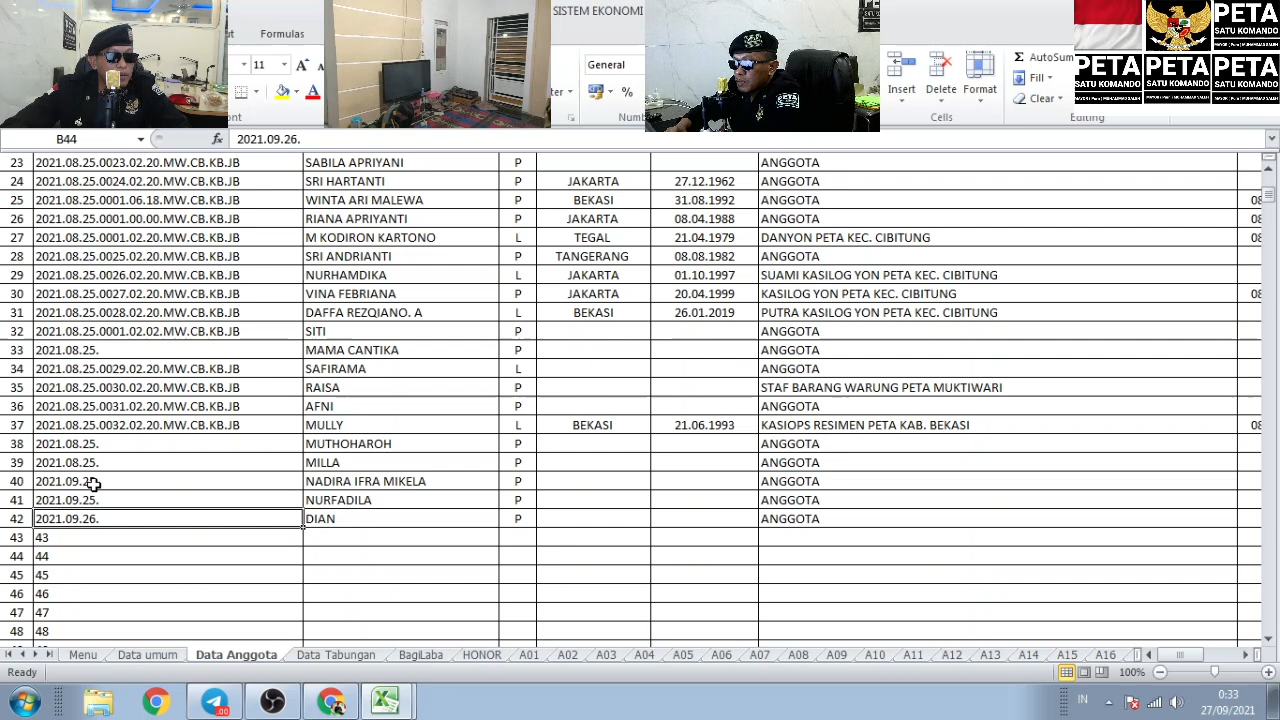 SISTEM EKONOMI
PETA
SATU KOMANDO
PETA
SATU KOMANDO
PETA
SATU KOMANDO
PETA
SATU KOMANDO
Formulas
11
General
%
Insert
Delete
Format
AutoSum
Fill
Clear
Cells
Editing
B44
fx
2021.09.26.
23 2021.08.25.0023.02.20.MW.CB.KB.JB SABILA APRIYANI P ANGGOTA
24 2021.08.25.0024.02.20.MW.CB.KB.JB SRI HARTANTI P JAKARTA 27.12.1962 ANGGOTA
25 2021.08.25.0001.06.18.MW.CB.KB.JB WINTA ARI MALEWA P BEKASI 31.08.1992 ANGGOTA 08
26 2021.08.25.0001.00.00.MW.CB.KB.JB RIANA APRIYANTI P JAKARTA 08.04.1988 ANGGOTA 08
27 2021.08.25.0001.02.20.MW.CB.KB.JB M KODIRON KARTONO L TEGAL 21.04.1979 DANYON PETA KEC. CIBITUNG 08
28 2021.08.25.0025.02.20.MW.CB.KB.JB SRI ANDRIANTI P TANGERANG 08.08.1982 ANGGOTA
29 2021.08.25.0026.02.20.MW.CB.KB.JB NURHAMDIKA L JAKARTA 01.10.1997 SUAMI KASILOG YON PETA KEC. CIBITUNG
30 2021.08.25.0027.02.20.MW.CB.KB.JB VINA FEBRIANA P JAKARTA 20.04.1999 KASILOG YON PETA KEC. CIBITUNG 08
31 2021.08.25.0028.02.20.MW.CB.KB.JB DAFFA REZQIANO. A L BEKASI 26.01.2019 PUTRA KASILOG YON PETA KEC. CIBITUNG
32 2021.08.25.0001.02.02.MW.CB.KB.JB SITI P ANGGOTA
33 2021.08.25. MAMA CANTIKA P ANGGOTA
34 2021.08.25.0029.02.20.MW.CB.KB.JB SAFIRAMA L ANGGOTA
35 2021.08.25.0030.02.20.MW.CB.KB.JB RAISA P STAF BARANG WARUNG PETA MUKTIWARI
36 2021.08.25.0031.02.20.MW.CB.KB.JB AFNI P ANGGOTA
37 2021.08.25.0032.02.20.MW.CB.KB.JB MULLY L BEKASI 21.06.1993 KASIOPS RESIMEN PETA KAB. BEKASI 08
38 2021.08.25. MUTHOHAROH P ANGGOTA
39 2021.08.25. MILLA P ANGGOTA
40 NADIRA IFRA MIKELA P ANGGOTA
41 2021.09.25. NURFADILA P ANGGOTA
42 2021.09.26. DIAN P ANGGOTA
43 43
44 44
45 45
46 46
47 47
48 48
Menu Data umum Data Anggota Data Tabungan BagiLaba HONOR A01 A02 A03 A04 A05 A06 A07 A08 A09 A10 A11 A12 A13 A14 A15 A16
Ready
100%
IN
0:33
27/09/2021